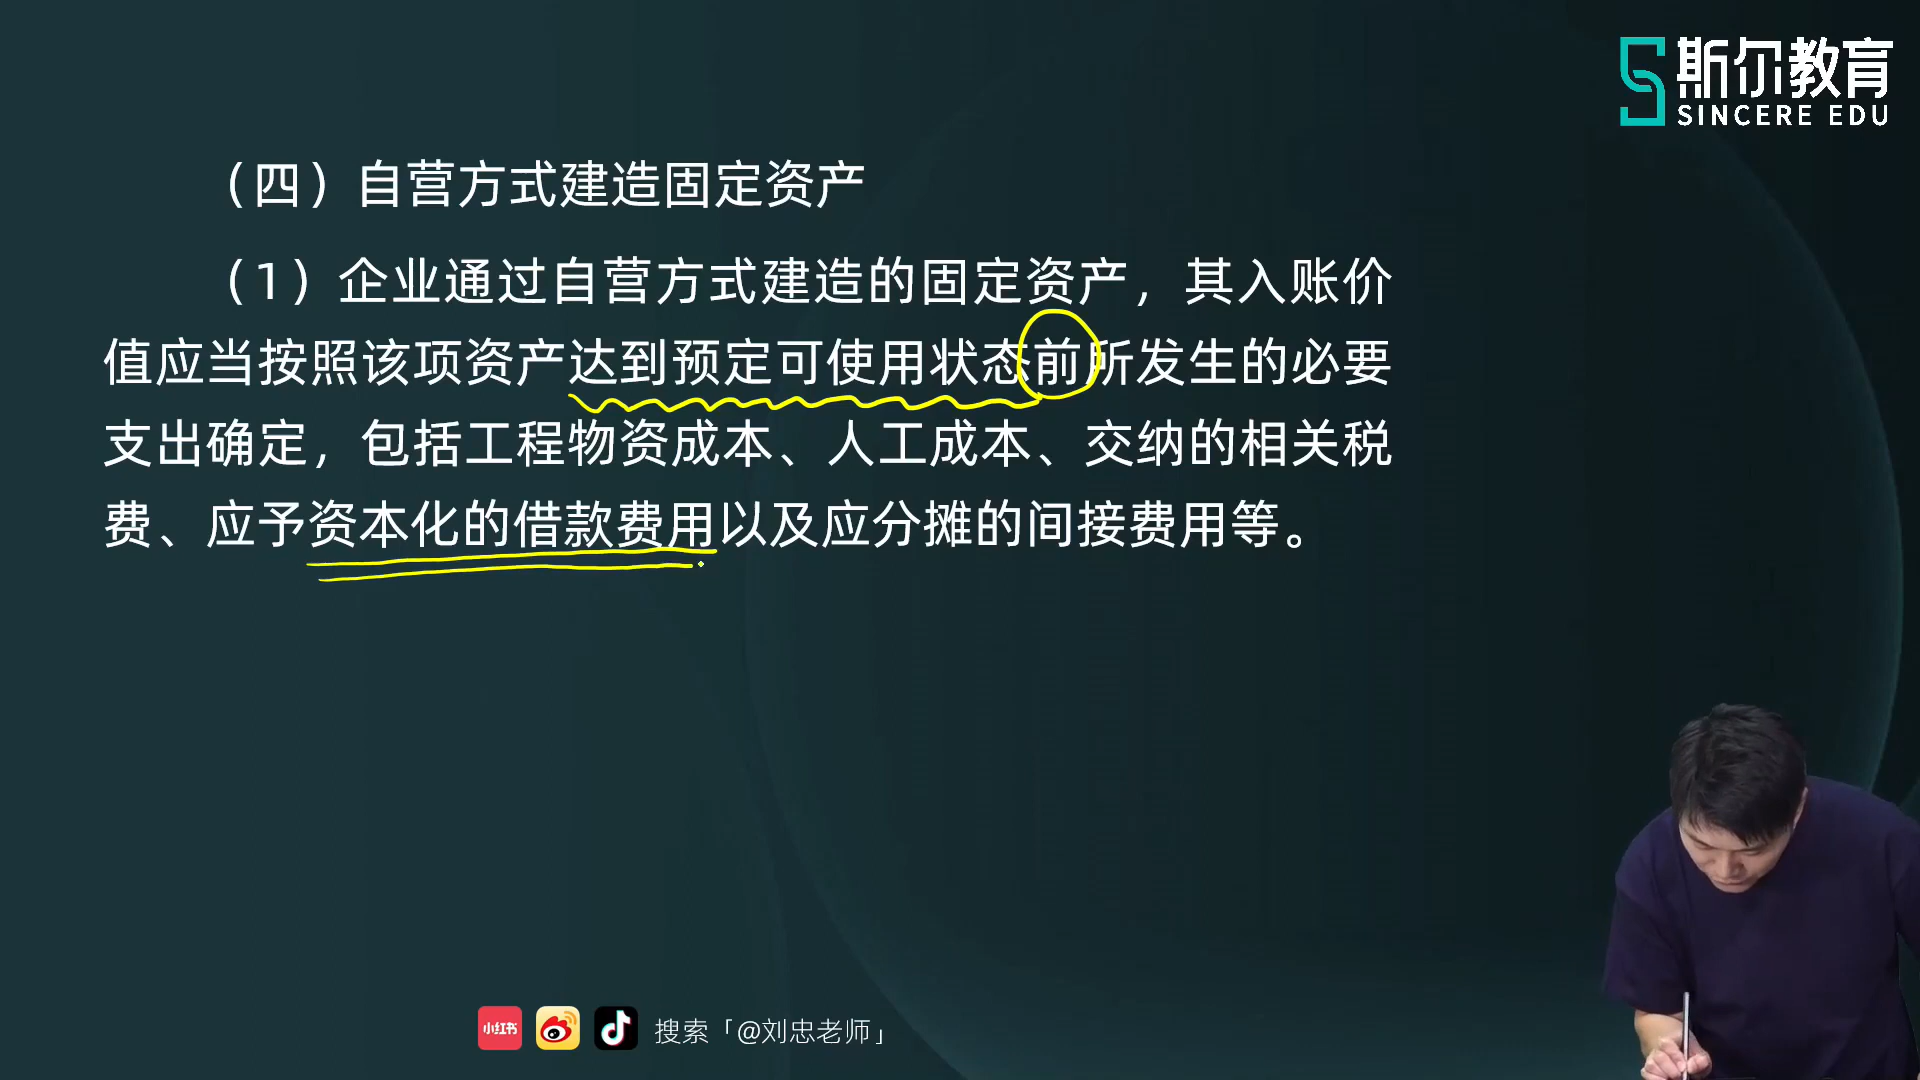 斯尔教育
SINCERE EDU
（四）自营方式建造固定资产
（1）企业通过自营方式建造的固定资产，其入账价
值应当按照该项资产达到预定可使用状态前所发生的必要
支出确定，包括工程物资成本、人工成本、交纳的相关税
费、应予资本化的借款费用以及应分摊的间接费用等。
小红书
搜索「@刘忠老师」